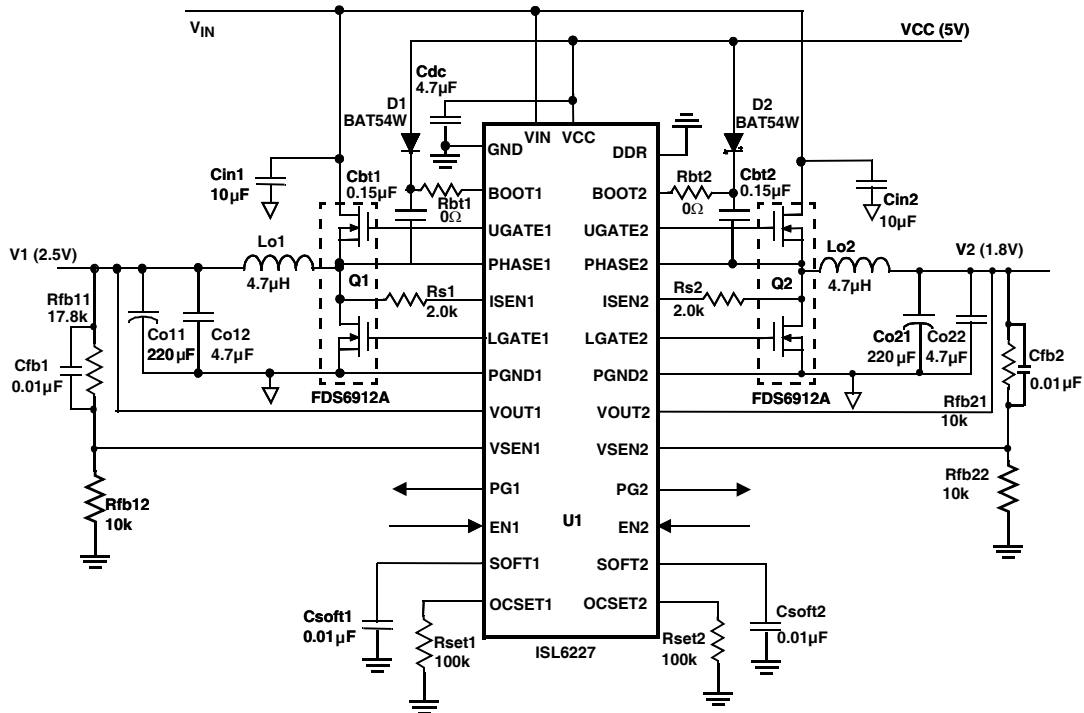 VIN
VCC (5V)
Cdc
4.7µF
D1
BAT54W
D2
BAT54W
VIN VCC
GND
DDR
Cin1
10µF
Cbt1
0.15µF
Rbt1
0Ω
BOOT1
BOOT2
Rbt2
0Ω
Cbt2
0.15µF
Cin2
10µF
UGATE1
UGATE2
V1 (2.5V)
Lo1
4.7µH
Q1
PHASE1
PHASE2
Q2
Lo2
4.7µH
V2 (1.8V)
Rs1
2.0k
ISEN1
ISEN2
Rs2
2.0k
Rfb11
17.8k
Co11
220µF
Co12
4.7µF
LGATE1
LGATE2
Co21
220µF
Co22
4.7µF
Cfb1
0.01µF
Cfb2
0.01µF
PGND1
PGND2
FDS6912A
FDS6912A
Rfb21
10k
VOUT1
VOUT2
VSEN1
VSEN2
Rfb12
10k
Rfb22
10k
PG1
PG2
U1
EN1
EN2
SOFT1
SOFT2
Csoft1
0.01µF
OCSET1
OCSET2
Csoft2
0.01µF
Rset1
100k
Rset2
100k
ISL6227